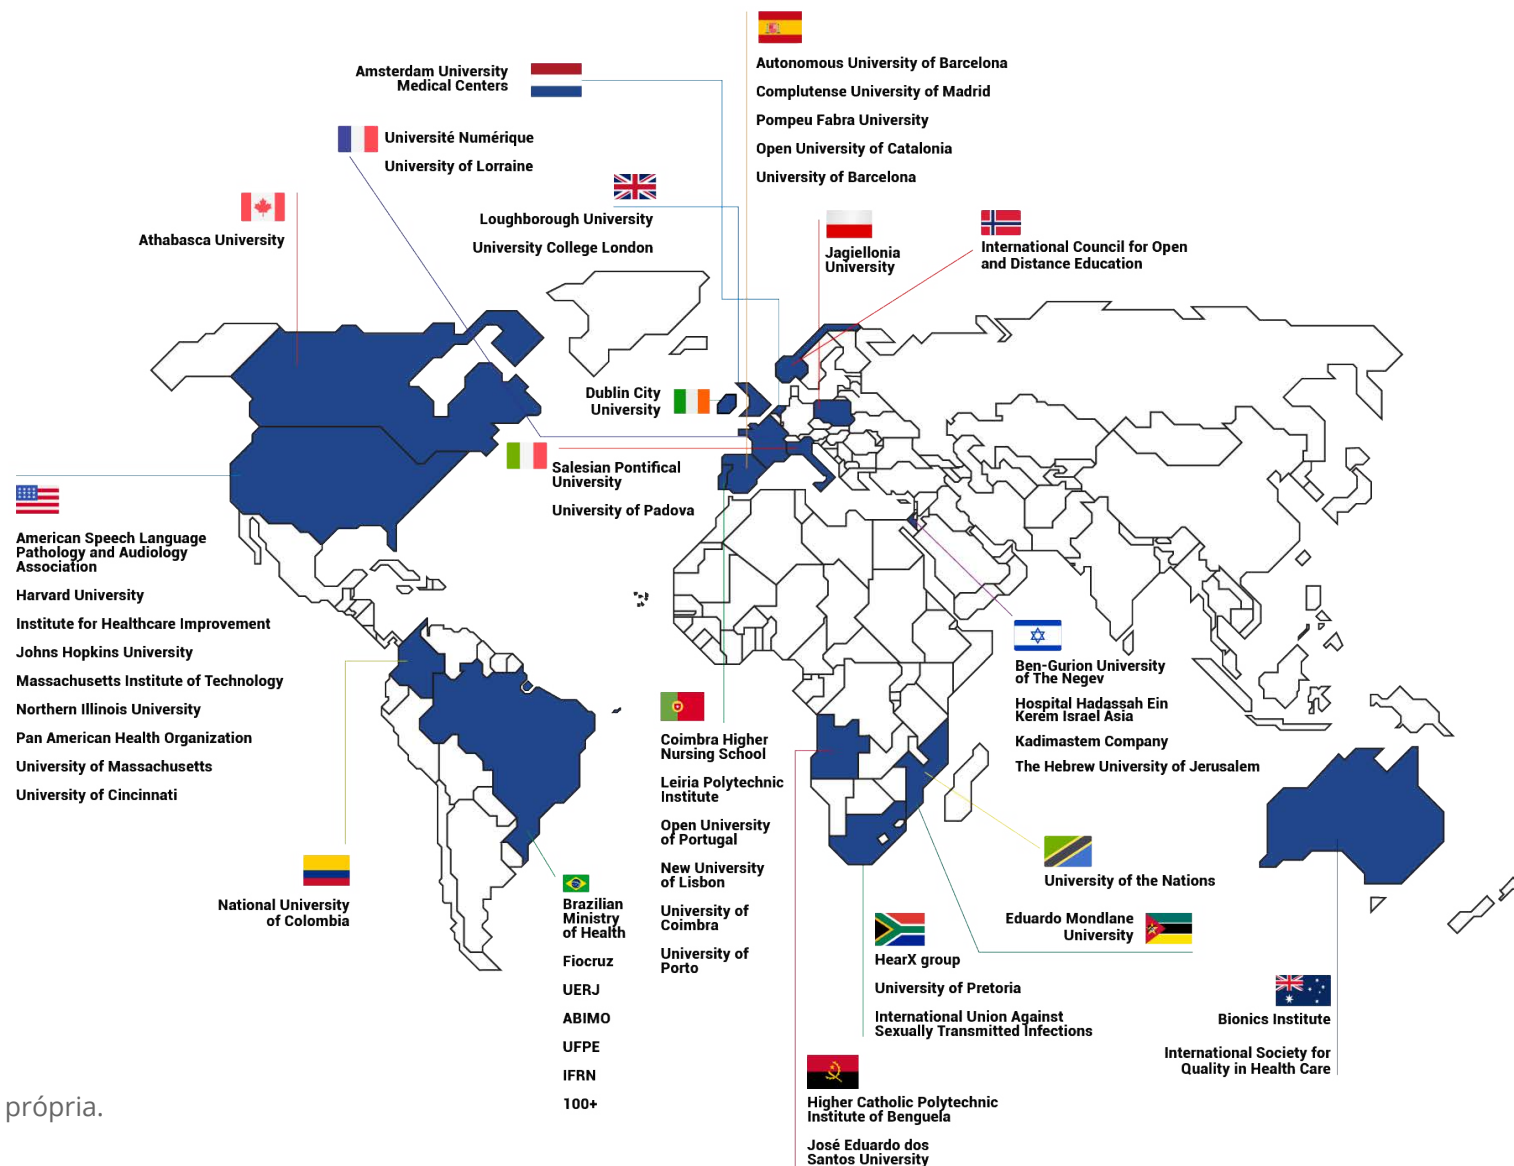 Autonomous University of Barcelona
Complutense University of Madrid
Pompeu Fabra University
Open University of Catalonia
University of Barcelona
Amsterdam University
Medical Centers
Université Numérique
University of Lorraine
Athabasca University
Loughborough University
University College London
Jagiellonia
University
International Council for Open
and Distance Education
Dublin City
University
Salesian Pontifical
University
University of Padova
American Speech Language
Pathology and Audiology
Association
Harvard University
Institute for Healthcare Improvement
Johns Hopkins University
Massachusetts Institute of Technology
Northern Illinois University
Pan American Health Organization
University of Massachusetts
University of Cincinnati
National University
of Colombia
Brazilian
Ministry
of Health
Fiocruz
UERJ
ABIMO
UFPE
IFRN
100+
Coimbra Higher
Nursing School
Leiria Polytechnic
Institute
Open University
of Portugal
New University
of Lisbon
University of
Coimbra
University of
Porto
Ben-Gurion University
of The Negev
Hospital Hadassah Ein
Kerem Israel Asia
Kadimastem Company
The Hebrew University of Jerusalem
University of the Nations
Eduardo Mondlane
University
HearX group
University of Pretoria
International Union Against
Sexually Transmitted Infections
Bionics Institute
International Society for
Quality in Health Care
Higher Catholic Polytechnic
Institute of Benguela
José Eduardo dos
Santos University
própria.